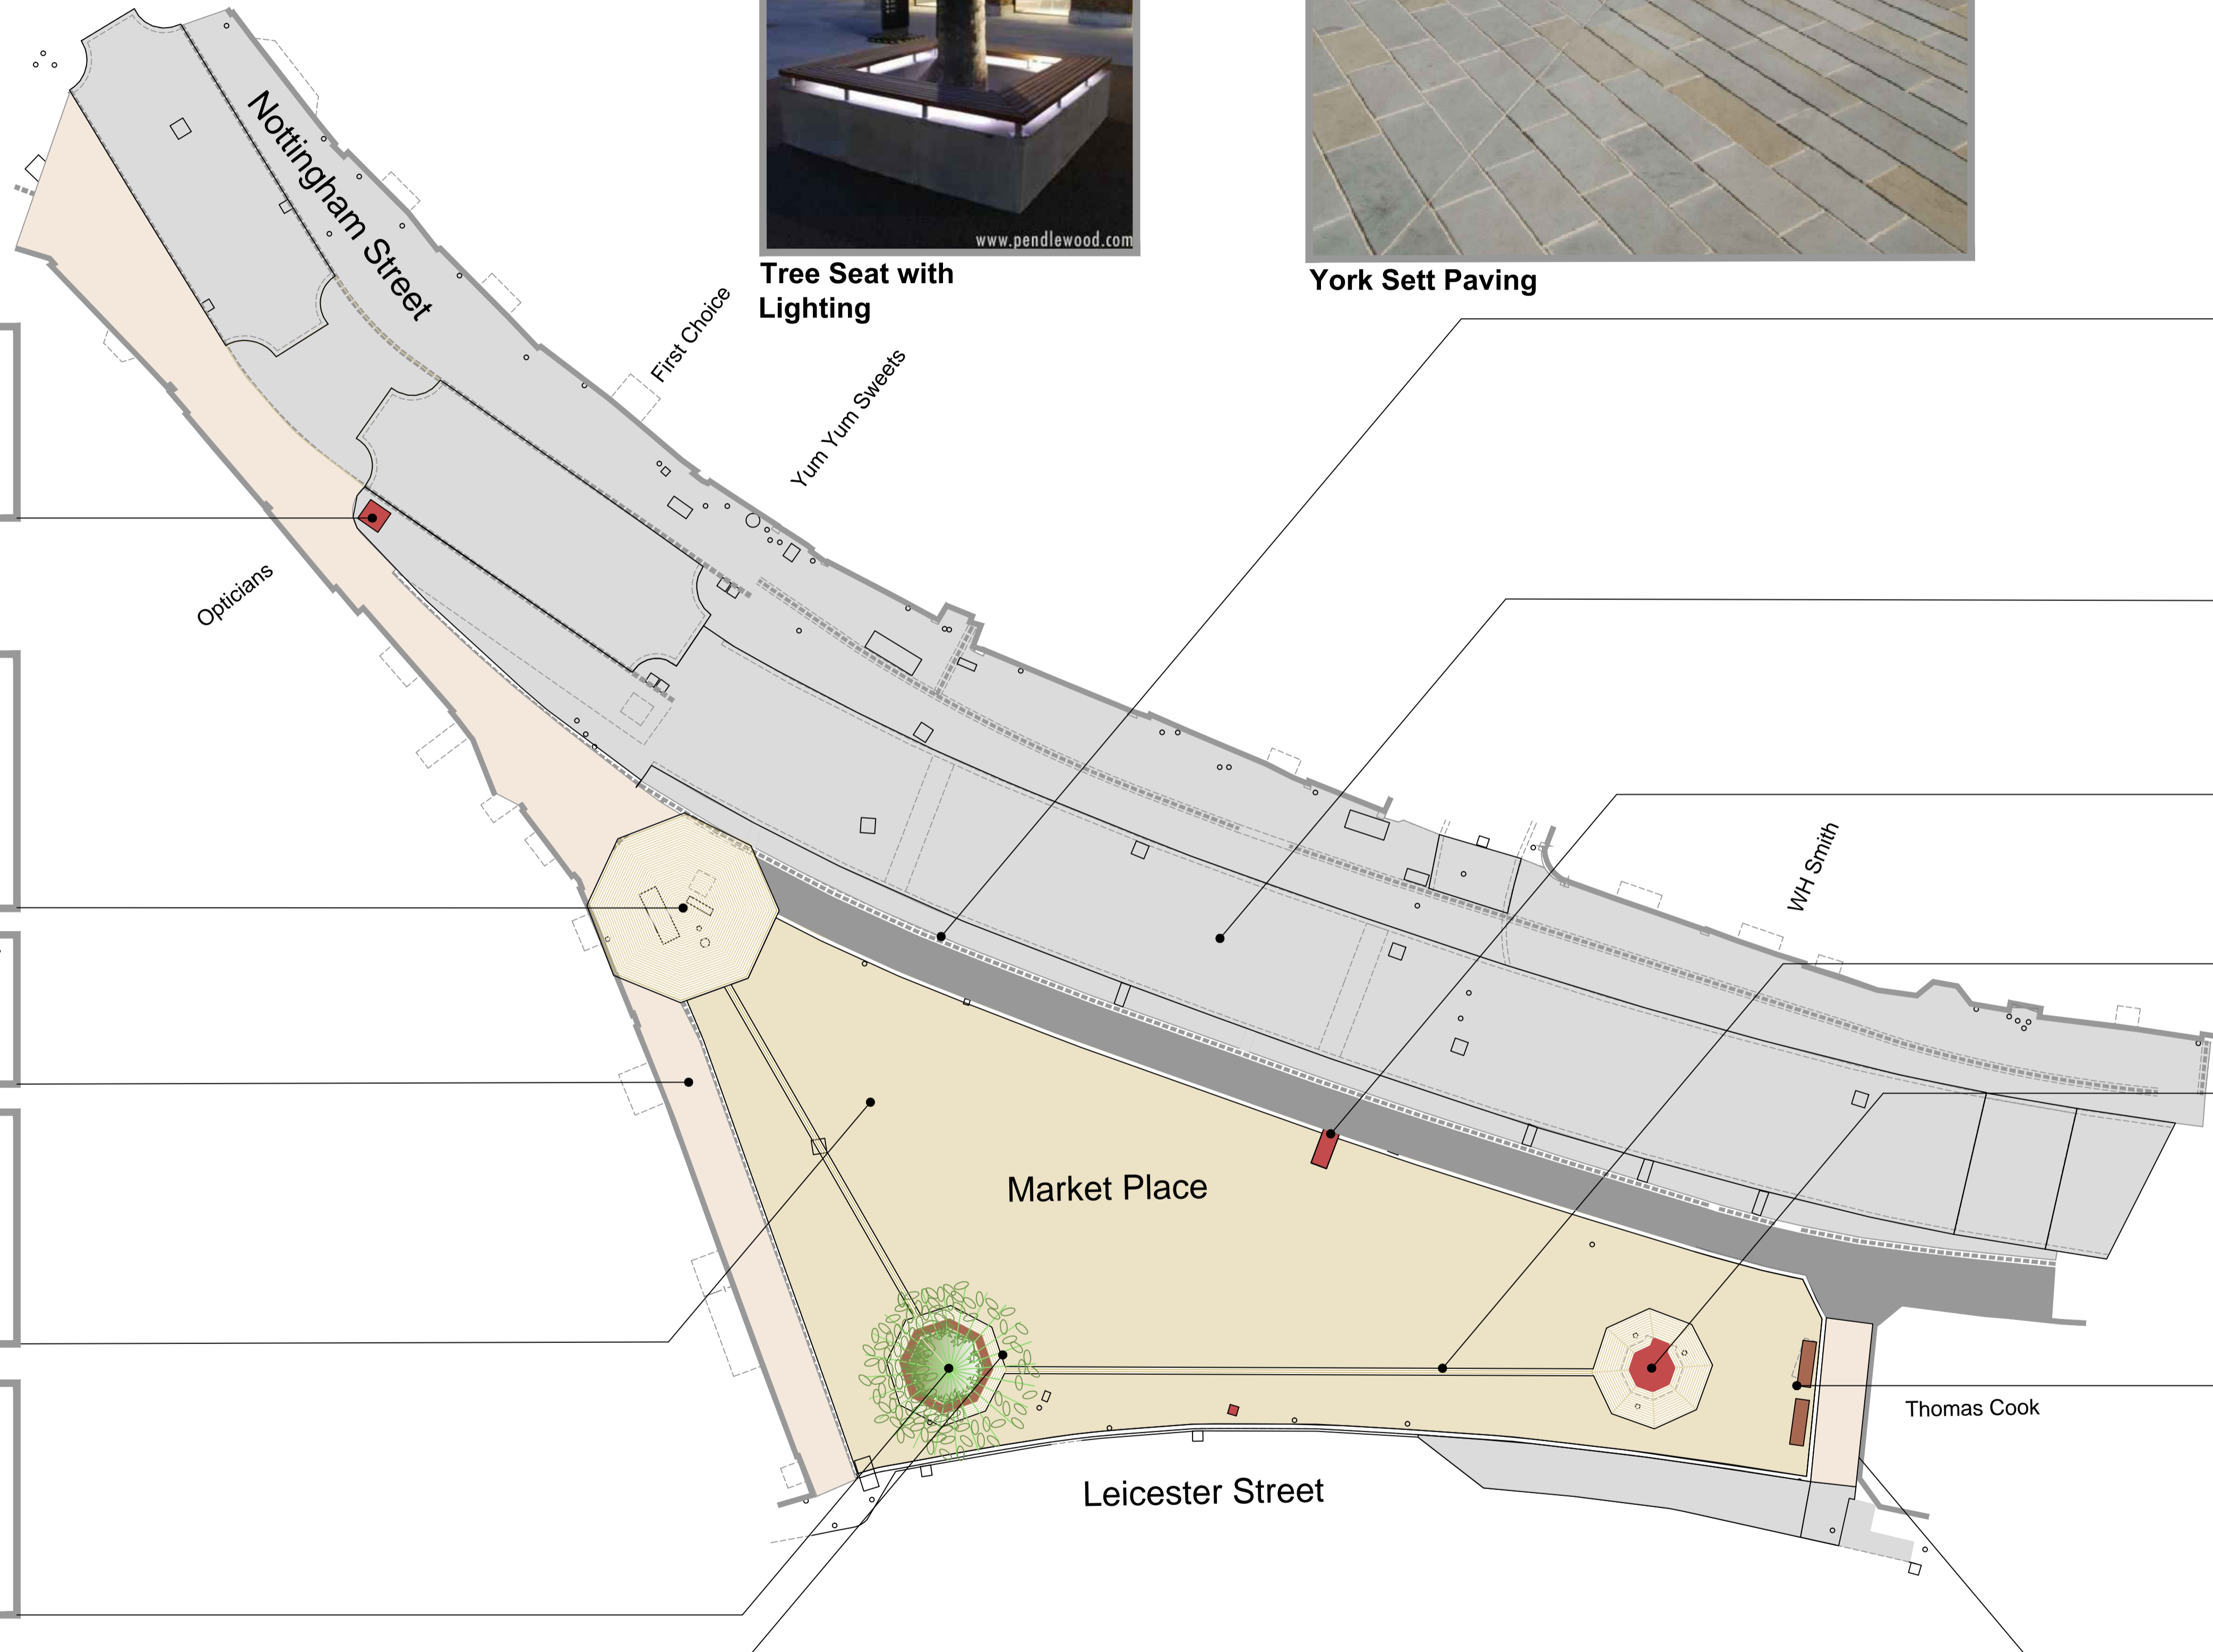 Nottingham Street
www.pendlewood.com
Tree Seat with
Lighting
York Sett Paving
First Choice
Yum Yum Sweets
Opticians
WH Smith
Market Place
Thomas Cook
Leicester Street